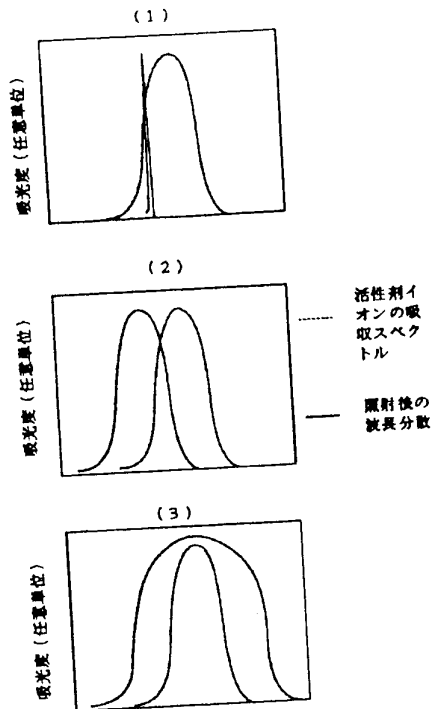 (1)
吸光度(任意単位)
(2)
吸光度(任意単位)
活性剤イ
オンの吸
収スペク
トル
照射後の
波長分散
(3)
吸光度(任意単位)